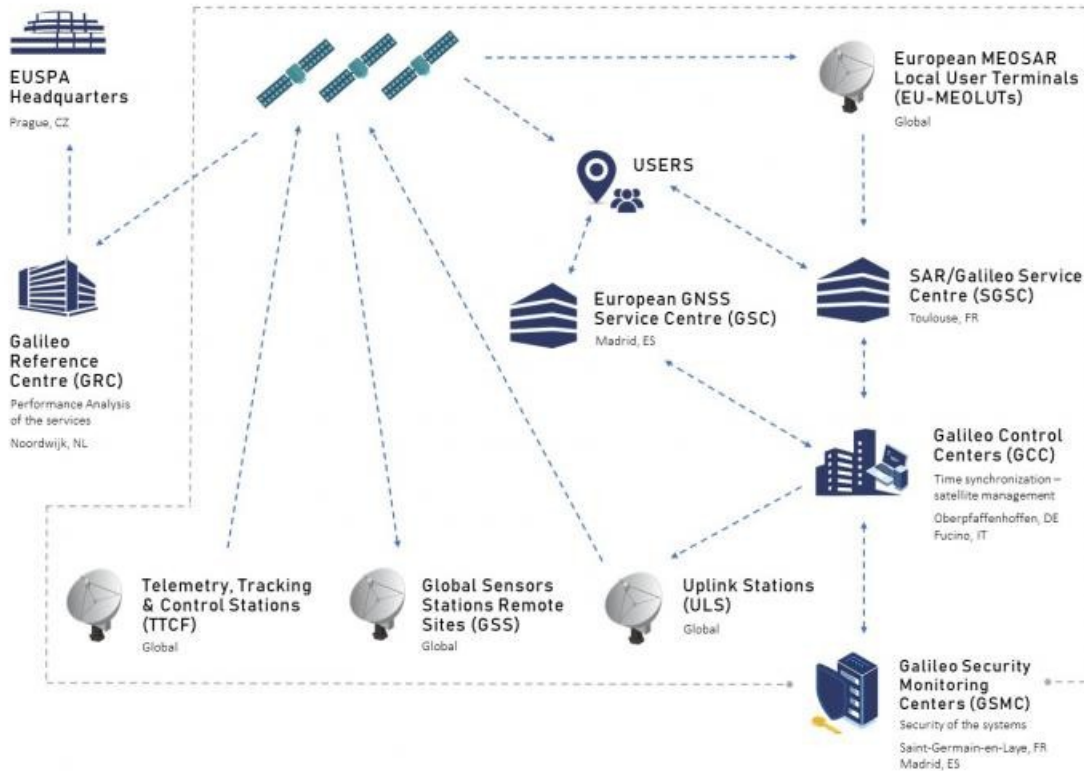 EUSPA
Headquarters
Prague, CZ
European MEOSAR
Local User Terminals
(EU-MEOLUTs)
Global
USERS
Galileo
Reference
Centre (GRC)
Performance Analysis
of the services
Noordwijk, NL
European GNSS
Service Centre (GSC)
Madrid, ES
SAR/Galileo Service
Centre (SGSC)
Toulouse, FR
Galileo Control
Centers (GCC)
Time synchronization –
satellite management
Oberpfaffenhoffen, DE
Fucino, IT
Telemetry, Tracking
& Control Stations
(TTCF)
Global
Global Sensors
Stations Remote
Sites (GSS)
Global
Uplink Stations
(ULS)
Global
Galileo Security
Monitoring
Centers (GSMC)
Security of the systems
Saint-Germain-en-Laye, FR
Madrid, ES